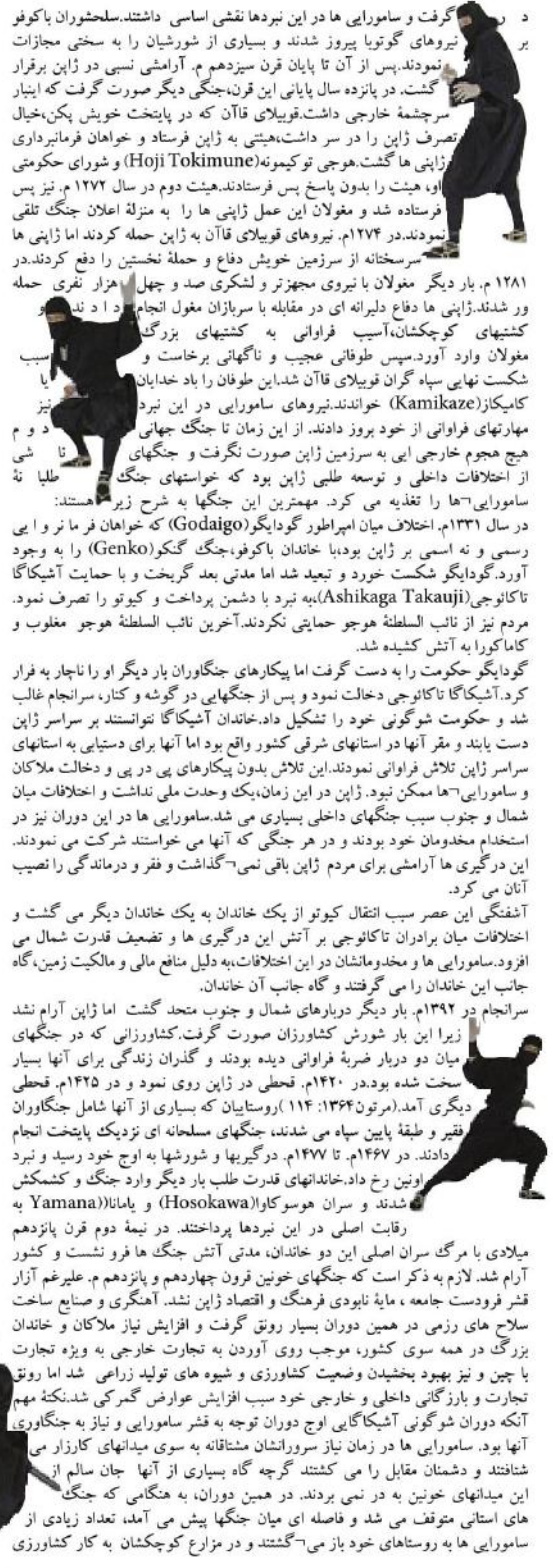 د ر گرفت و سامورایی ها در این نبردها نقشی اساسی داشتند.سلحشوران باکوفو
بر نیروهای گوتوبا پیروز شدند و بسیاری از شورشیان را به سختی مجازات
نمودند.پس از آن تا پایان قرن سیزدهم م. آرامشی نسبی در ژاپن برقرار
گشت. در پانزده سال پایانی این قرن،جنگی دیگر صورت گرفت که اینبار
سرچشمهٔ خارجی داشت.قوبیلای قاآن که در پایتخت خویش پکن،خیال
تصرف ژاپن را در سر داشت،هیئتی به ژاپن فرستاد و خواهان فرمانبرداری
ژاپنی ها گشت.هوجی توکیمونه(Hoji Tokimune) و شورای حکومتی
او، هیئت را بدون پاسخ پس فرستادند.هیئت دوم در سال ۱۲۷۲ م. نیز پس
فرستاده شد و مغولان این عمل ژاپنی ها را به منزلهٔ اعلان جنگ تلقی
نمودند.در ۱۲۷۴م. نیروهای قوبیلای قاآن به ژاپن حمله کردند اما ژاپنی ها
سرسختانه از سرزمین خویش دفاع و حملهٔ نخستین را دفع کردند.در
۱۲۸۱ م. بار دیگر مغولان با نیروی مجهزتر و لشکری صد و چهل هزار نفری حمله
ور شدند.ژاپنی ها دفاع دلیرانه ای در مقابله با سربازان مغول انجام د ا د ند و
کشتیهای کوچکشان،آسیب فراوانی به کشتیهای بزرگ
مغولان وارد آورد.سپس طوفانی عجیب و ناگهانی برخاست و سبب
شکست نهایی سپاه گران قوبیلای قاآن شد.این طوفان را باد خدایان یا
کامیکاز(Kamikaze) خواندند.نیروهای سامورایی در این نبرد نیز
مهارتهای فراوانی از خود بروز دادند. از این زمان تا جنگ جهانی د و م
هیچ هجوم خارجی ایی به سرزمین ژاپن صورت نگرفت و جنگهای نا شی
از اختلافات داخلی و توسعه طلبی ژاپن بود که خواستهای جنگ طلبا نهٔ
سامورایی¬ها را تغذیه می کرد. مهمترین این جنگها به شرح زیر هستند:
در سال ۱۳۳۱م. اختلاف میان امپراطور گودایگو(Godaigo) که خواهان فر ما نر و ا یی
رسمی و نه اسمی بر ژاپن بود،با خاندان باکوفو،جنگ گنکو(Genko) را به وجود
آورد.گودایگو شکست خورد و تبعید شد اما مدتی بعد گریخت و با حمایت آشیکاگا
تاکائوجی(Ashikaga Takauji)،به نبرد با دشمن پرداخت و کیوتو را تصرف نمود.
مردم نیز از نائب السلطنهٔ هوجو حمایتی نکردند.آخرین نائب السلطنهٔ هوجو مغلوب و
کاماکورا به آتش کشیده شد.
گودایگو حکومت را به دست گرفت اما پیکارهای جنگاوران بار دیگر او را ناچار به فرار
کرد.آشیکاگا تاکائوجی دخالت نمود و پس از جنگهایی در گوشه و کنار، سرانجام غالب
شد و حکومت شوگونی خود را تشکیل داد.خاندان آشیکاگا نتوانستند بر سراسر ژاپن
دست یابند و مقر آنها در استانهای شرقی کشور واقع بود اما آنها برای دستیابی به استانهای
سراسر ژاپن تلاش فراوانی نمودند.این تلاش بدون پیکارهای پی در پی و دخالت ملاکان
و سامورایی¬ها ممکن نبود. ژاپن در این زمان،یک وحدت ملی نداشت و اختلافات میان
شمال و جنوب سبب جنگهای داخلی بسیاری می شد.سامورایی ها در این دوران نیز در
استخدام مخدومان خود بودند و در هر جنگی که آنها می خواستند شرکت می نمودند.
این درگیری ها آرامشی برای مردم ژاپن باقی نمی¬گذاشت و فقر و درماندگی را نصیب
آنان می کرد.
آشفتگی این عصر سبب انتقال کیوتو از یک خاندان به یک خاندان دیگر می گشت و
اختلافات میان برادران تاکائوجی بر آتش این درگیری ها و تضعیف قدرت شمال می
افزود.سامورایی ها و مخدومانشان در این اختلافات،به دلیل منافع مالی و مالکیت زمین،گاه
جانب این خاندان را می گرفتند و گاه جانب آن خاندان.
سرانجام در ۱۳۹۲م. بار دیگر دربارهای شمال و جنوب متحد گشت اما ژاپن آرام نشد
زیرا این بار شورش کشاورزان صورت گرفت.کشاورزانی که در جنگهای
میان دو دربار ضربهٔ فراوانی دیده بودند و گذران زندگی برای آنها بسیار
سخت شده بود.در ۱۴۲۰م. قحطی در ژاپن روی نمود و در ۱۴۲۵م. قحطی
دیگری آمد.(مرتون۱۳۶۴: ۱۱۴ )روستاییان که بسیاری از آنها شامل جنگاوران
فقیر و طبقهٔ پایین سپاه می شدند، جنگهای مسلحانه ای نزدیک پایتخت انجام
دادند. در ۱۴۶۷م. تا ۱۴۷۷م. درگیریها و شورشها به اوج خود رسید و نبرد
اونین رخ داد.خاندانهای قدرت طلب بار دیگر وارد جنگ و کشمکش
شدند و سران هوسوکاوا(Hosokawa) و یامانا((Yamana به
رقابت اصلی در این نبردها پرداختند. در نیمهٔ دوم قرن پانزدهم
میلادی با مرگ سران اصلی این دو خاندان، مدتی آتش جنگ ها فرو نشست و کشور
آرام شد. لازم به ذکر است که جنگهای خونین قرون چهاردهم و پانزدهم م. علیرغم آزار
قشر فرودست جامعه ، مایهٔ نابودی فرهنگ و اقتصاد ژاپن نشد. آهنگری و صنایع ساخت
سلاح های رزمی در همین دوران بسیار رونق گرفت و افزایش نیاز ملاکان و خاندان
بزرگ در همه سوی کشور، موجب روی آوردن به تجارت خارجی به ویژه تجارت
با چین و نیز بهبود بخشیدن وضعیت کشاورزی و شیوه های تولید زراعی شد اما رونق
تجارت و بازرگانی داخلی و خارجی خود سبب افزایش عوارض گمرکی شد.نکتهٔ مهم
آنکه دوران شوگونی آشیکاگایی اوج دوران توجه به قشر سامورایی و نیاز به جنگاوری
آنها بود. سامورایی ها در زمان نیاز سرورانشان مشتاقانه به سوی میدانهای کارزار می
شتافتند و دشمنان مقابل را می کشتند گرچه گاه بسیاری از آنها جان سالم از
این میدانهای خونین به در نمی بردند. در همین دوران، به هنگامی که جنگ
های استانی متوقف می شد و فاصله ای میان جنگها پیش می آمد، تعداد زیادی از
سامورایی ها به روستاهای خود باز می¬گشتند و در مزارع کوچکشان به کار کشاورزی